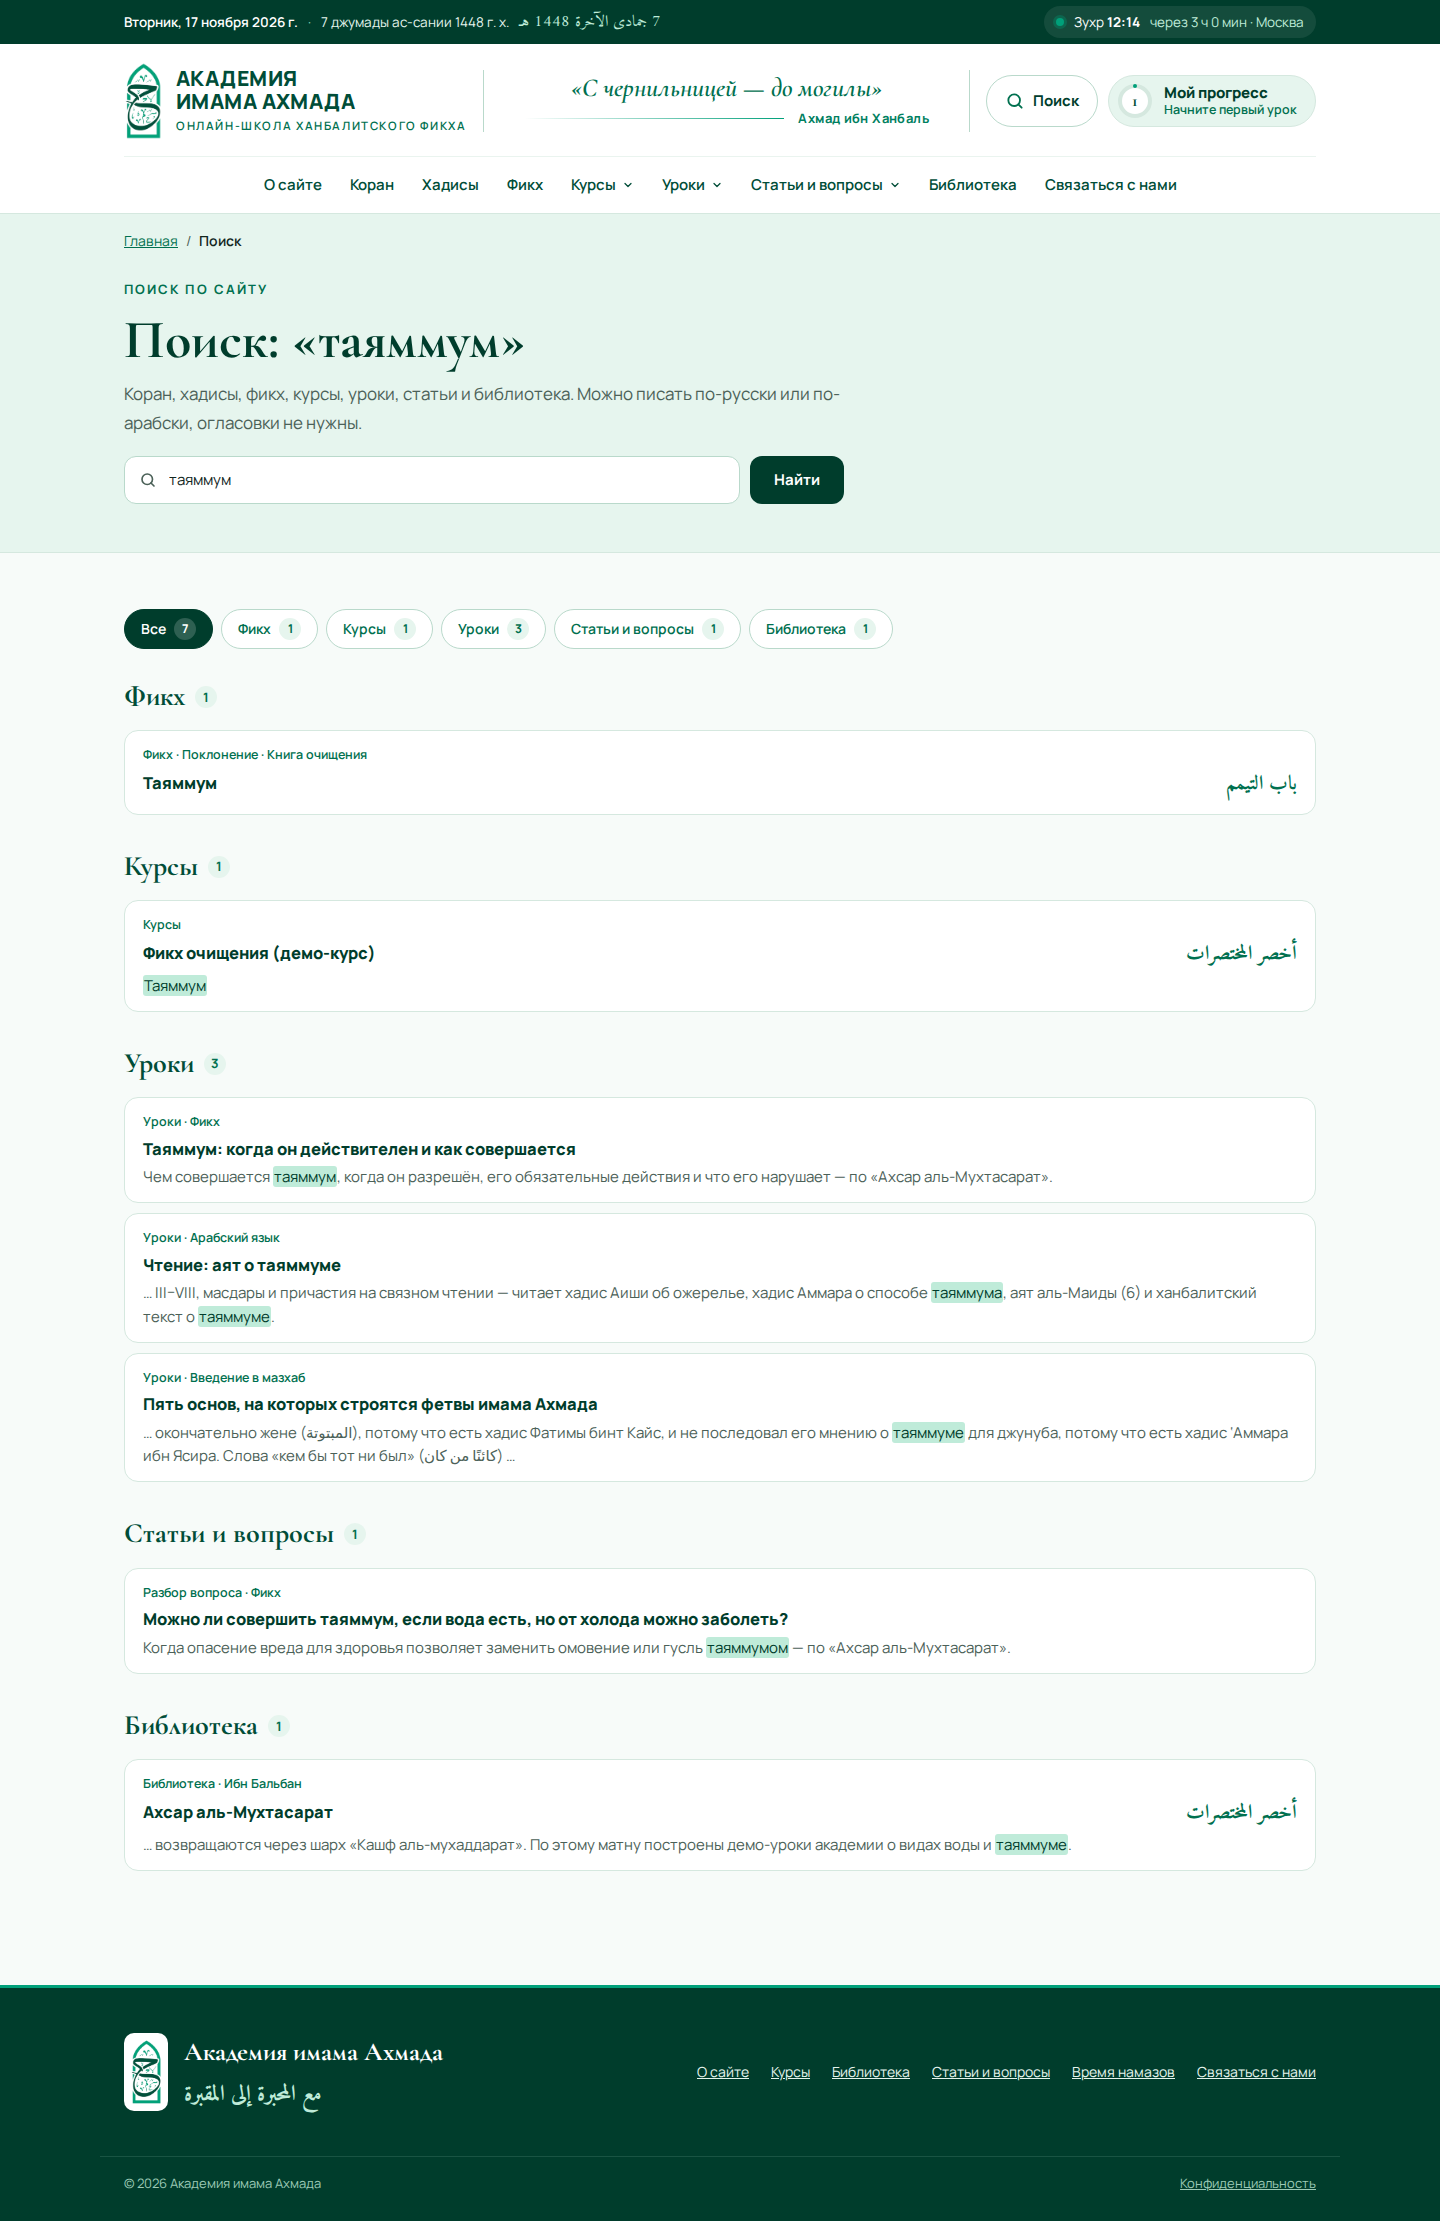 Вторник, 17 ноября 2026 г. · 7 джумады ас-сании 1448 г. х. 7 جمادى الآخرة 1448 هـ
Зухр 12:14 через 3 ч 0 мин · Москва
АКАДЕМИЯ
ИМАМА АХМАДА
ОНЛАЙН-ШКОЛА ХАНБАЛИТСКОГО ФИКХА
«С чернильницей — до могилы»
Ахмад ибн Ханбаль
Поиск
1
Мой прогресс
Начните первый урок
О сайте Коран Хадисы Фикх Курсы Уроки Статьи и вопросы Библиотека Связаться с нами
Главная / Поиск
ПОИСК ПО САЙТУ
Поиск: «таяммум»
Коран, хадисы, фикх, курсы, уроки, статьи и библиотека. Можно писать по-русски или по-
арабски, огласовки не нужны.
таяммум
Найти
Все 7 Фикх 1 Курсы 1 Уроки 3 Статьи и вопросы 1 Библиотека 1
Фикх 1
Фикх · Поклонение · Книга очищения
Таяммум
باب التيمم
Курсы 1
Курсы
Фикх очищения (демо-курс)
أخصر المختصرات
Таяммум
Уроки 3
Уроки · Фикх
Таяммум: когда он действителен и как совершается
Чем совершается таяммум, когда он разрешён, его обязательные действия и что его нарушает — по «Ахсар аль-Мухтасарат».
Уроки · Арабский язык
Чтение: аят о таяммуме
… III–VIII, масдары и причастия на связном чтении — читает хадис Аиши об ожерелье, хадис Аммара о способе таяммума, аят аль-Маиды (6) и ханбалитский
текст о таяммуме.
Уроки · Введение в мазхаб
Пять основ, на которых строятся фетвы имама Ахмада
… окончательно жене (المبتوتة), потому что есть хадис Фатимы бинт Кайс, и не последовал его мнению о таяммуме для джунуба, потому что есть хадис ‘Аммара
ибн Ясира. Слова «кем бы тот ни был» (كائنًا من كان) …
Статьи и вопросы 1
Разбор вопроса · Фикх
Можно ли совершить таяммум, если вода есть, но от холода можно заболеть?
Когда опасение вреда для здоровья позволяет заменить омовение или гусль таяммумом — по «Ахсар аль-Мухтасарат».
Библиотека 1
Библиотека · Ибн Бальбан
Ахсар аль-Мухтасарат
أخصر المختصرات
… возвращаются через шарх «Кашф аль-мухаддарат». По этому матну построены демо-уроки академии о видах воды и таяммуме.
Академия имама Ахмада
مع المحبرة إلى المقبرة
О сайте Курсы Библиотека Статьи и вопросы Время намазов Связаться с нами
© 2026 Академия имама Ахмада
Конфиденциальность